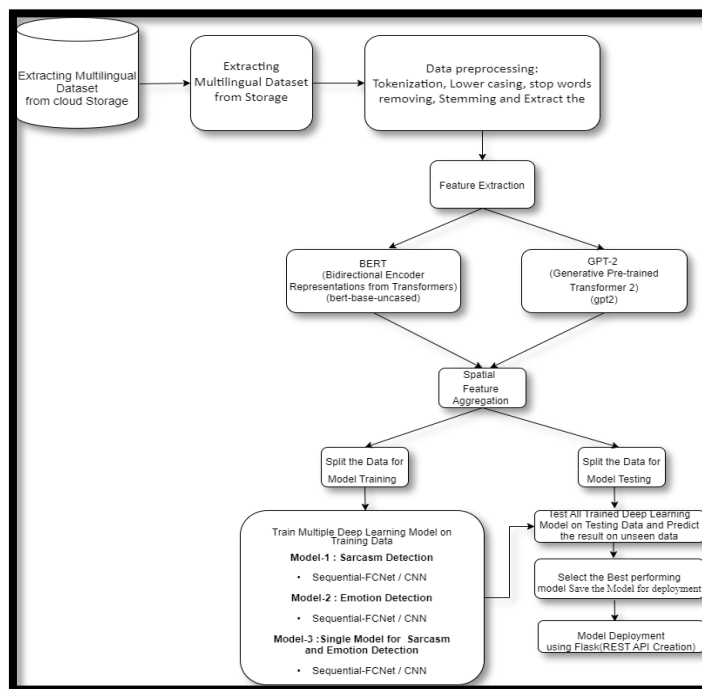 Extracting Multilingual
Dataset
from cloud Storage
Extracting
Multilingual Dataset
from Storage
Data preprocessing:
Tokenization, Lower casing, stop words
removing, Stemming and Extract the
Feature Extraction
BERT
(Bidirectional Encoder
Representations from Transformers)
(bert-base-uncased)
GPT-2
(Generative Pre-trained
Transformer 2)
(gpt2)
Spatial
Feature
Aggregation
Split the Data for
Model Training
Split the Data for
Model Testing
Train Multiple Deep Learning Model on
Training Data
Model-1 : Sarcasm Detection
• Sequential-FCNet / CNN
Model-2 : Emotion Detection
• Sequential-FCNet / CNN
Model-3 :Single Model for Sarcasm
and Emotion Detection
• Sequential-FCNet / CNN
Test All Trained Deep Learning
Model on Testing Data and Predict
the result on unseen data
Select the Best performing
model Save the Model for deployment
Model Deployment
using Flask(REST API Creation)